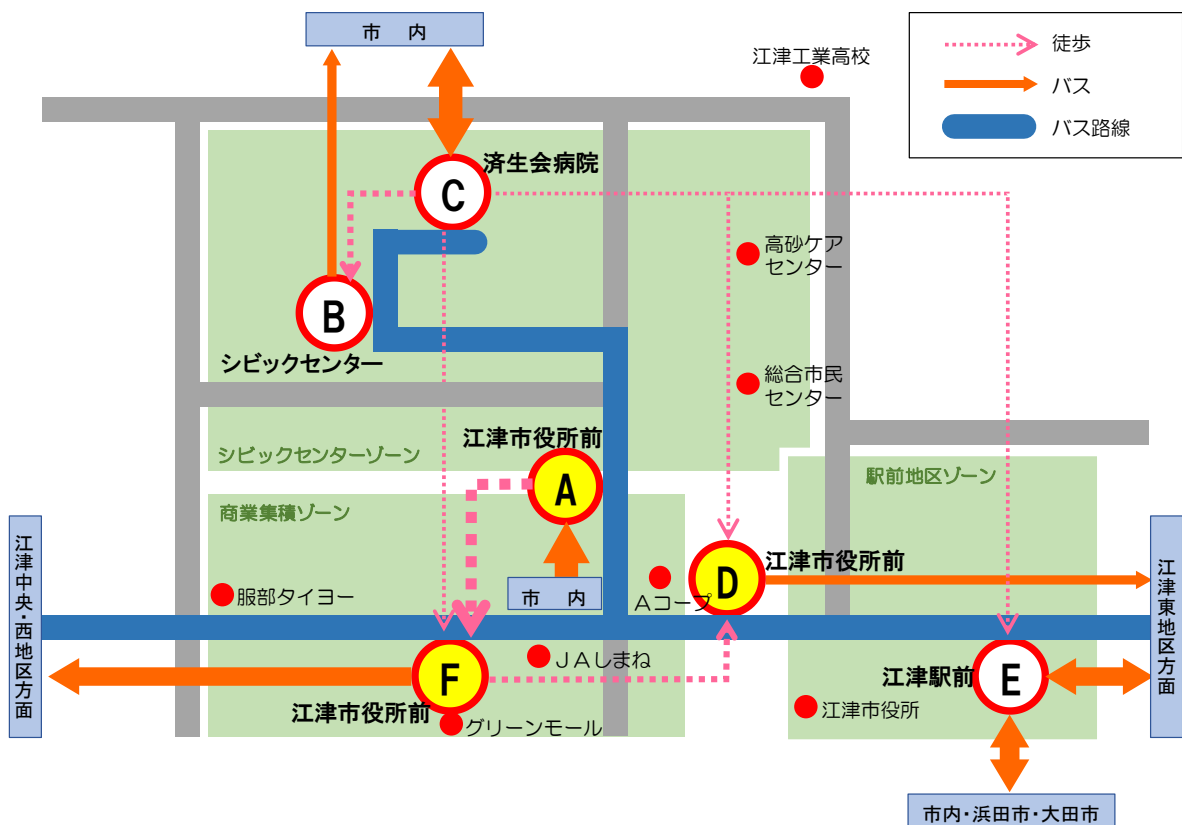 市 内
江津工業高校
徒歩
バス
バス路線
済生会病院
C
高砂ケア
センター
B
シビックセンター
総合市民
センター
江津市役所前
シビックセンターゾーン
A
駅前地区ゾーン
商業集積ゾーン
江津中央・西地区方面
江津東地区方面
服部タイヨー
市 内
Aコープ
D
江津市役所前
JAしまね
F
江津市役所前
グリーンモール
江津駅前
E
江津市役所
市内・浜田市・大田市